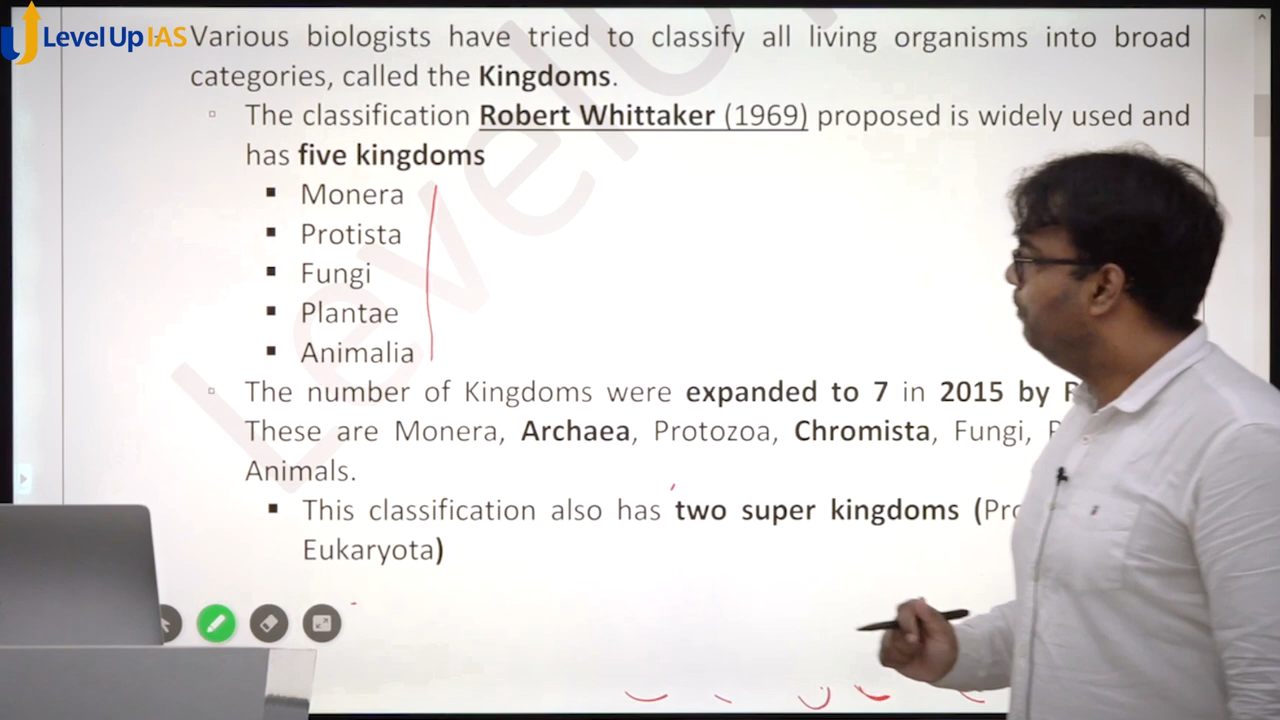 Level Up IAS
Various biologists have tried to classify all living organisms into broad
categories, called the Kingdoms.
The classification Robert Whittaker (1969) proposed is widely used and
has five kingdoms
Monera
Protista
Fungi
Plantae
Animalia
The number of Kingdoms were expanded to 7 in 2015 by
These are Monera, Archaea, Protozoa, Chromista, Fungi,
Animals.
This classification also has two super kingdoms
Eukaryota)